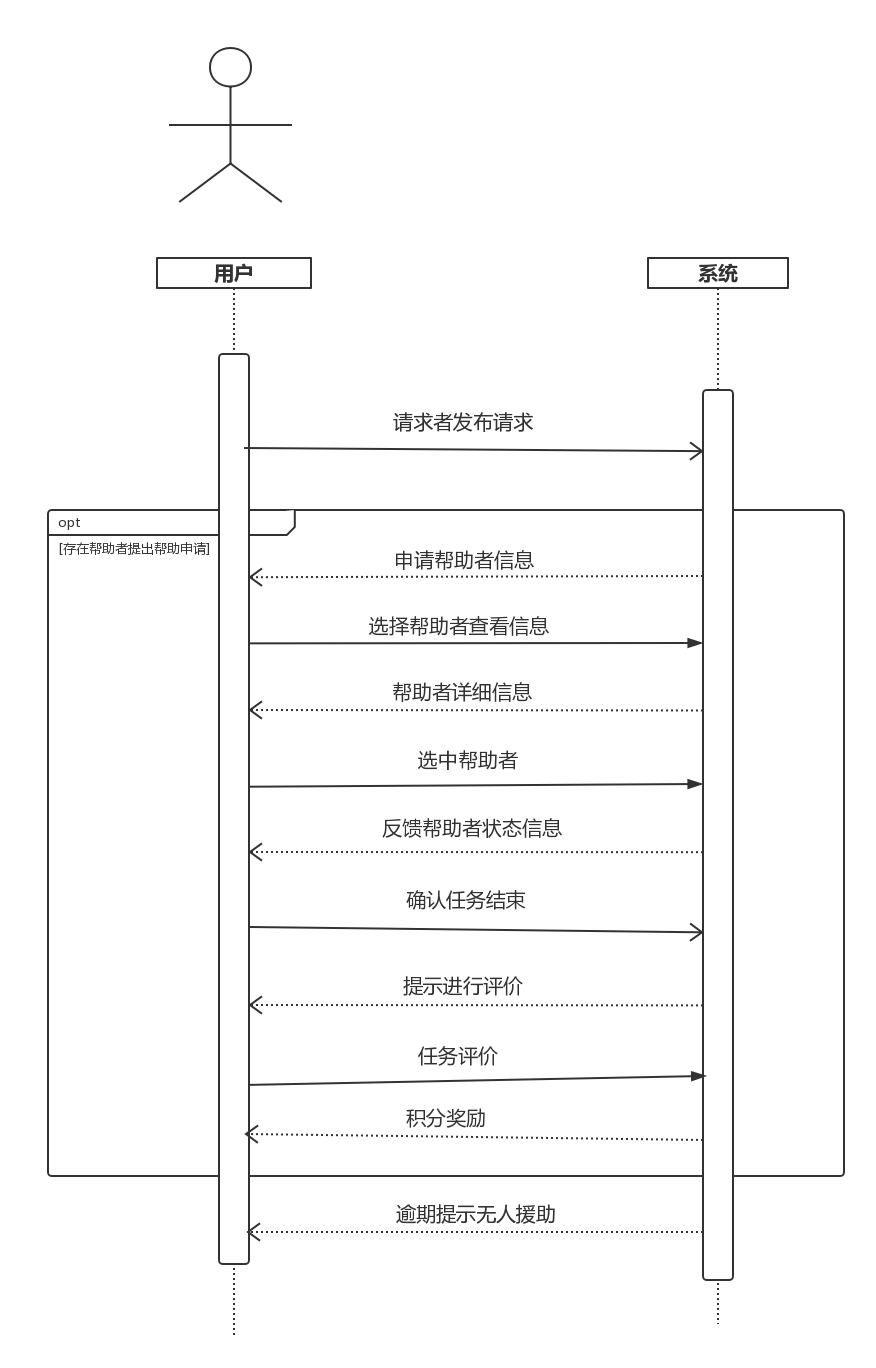 用户
系统
请求者发布请求
opt
[存在帮助者提出帮助申请]
申请帮助者信息
选择帮助者查看信息
帮助者详细信息
选中帮助者
反馈帮助者状态信息
确认任务结束
提示进行评价
任务评价
积分奖励
逾期提示无人援助